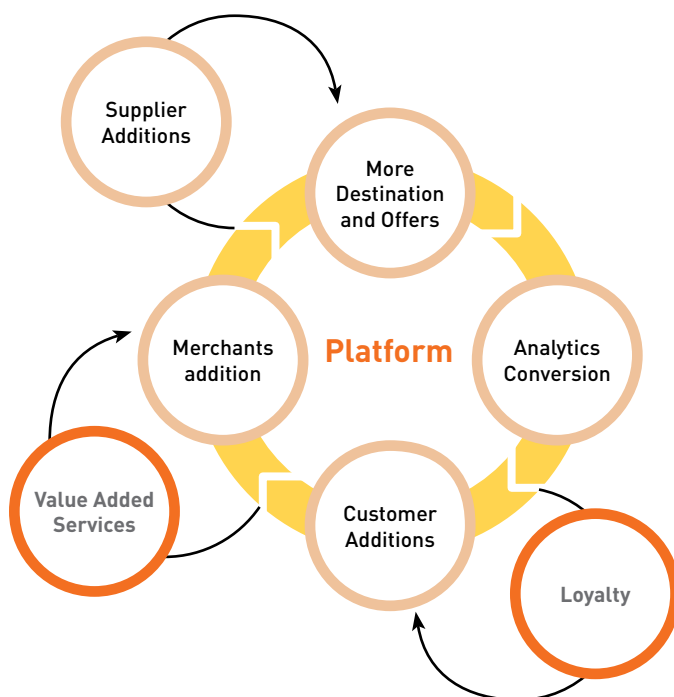 Supplier
Additions
More
Destination
and Offers
Merchants
addition
Platform
Analytics
Conversion
Value Added
Services
Customer
Additions
Loyalty